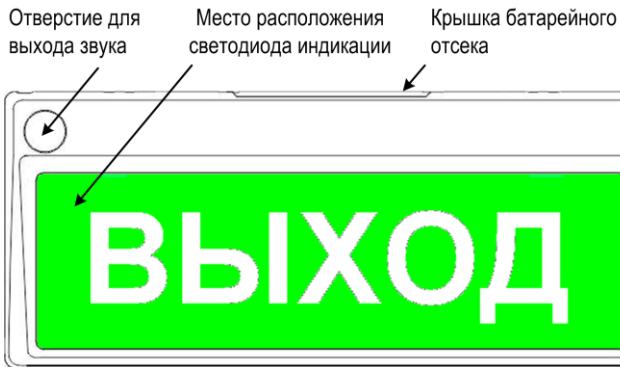 Отверстие для
выхода звука
Место расположения
светодиода индикации
Крышка батарейного
отсека
ВЫХОД